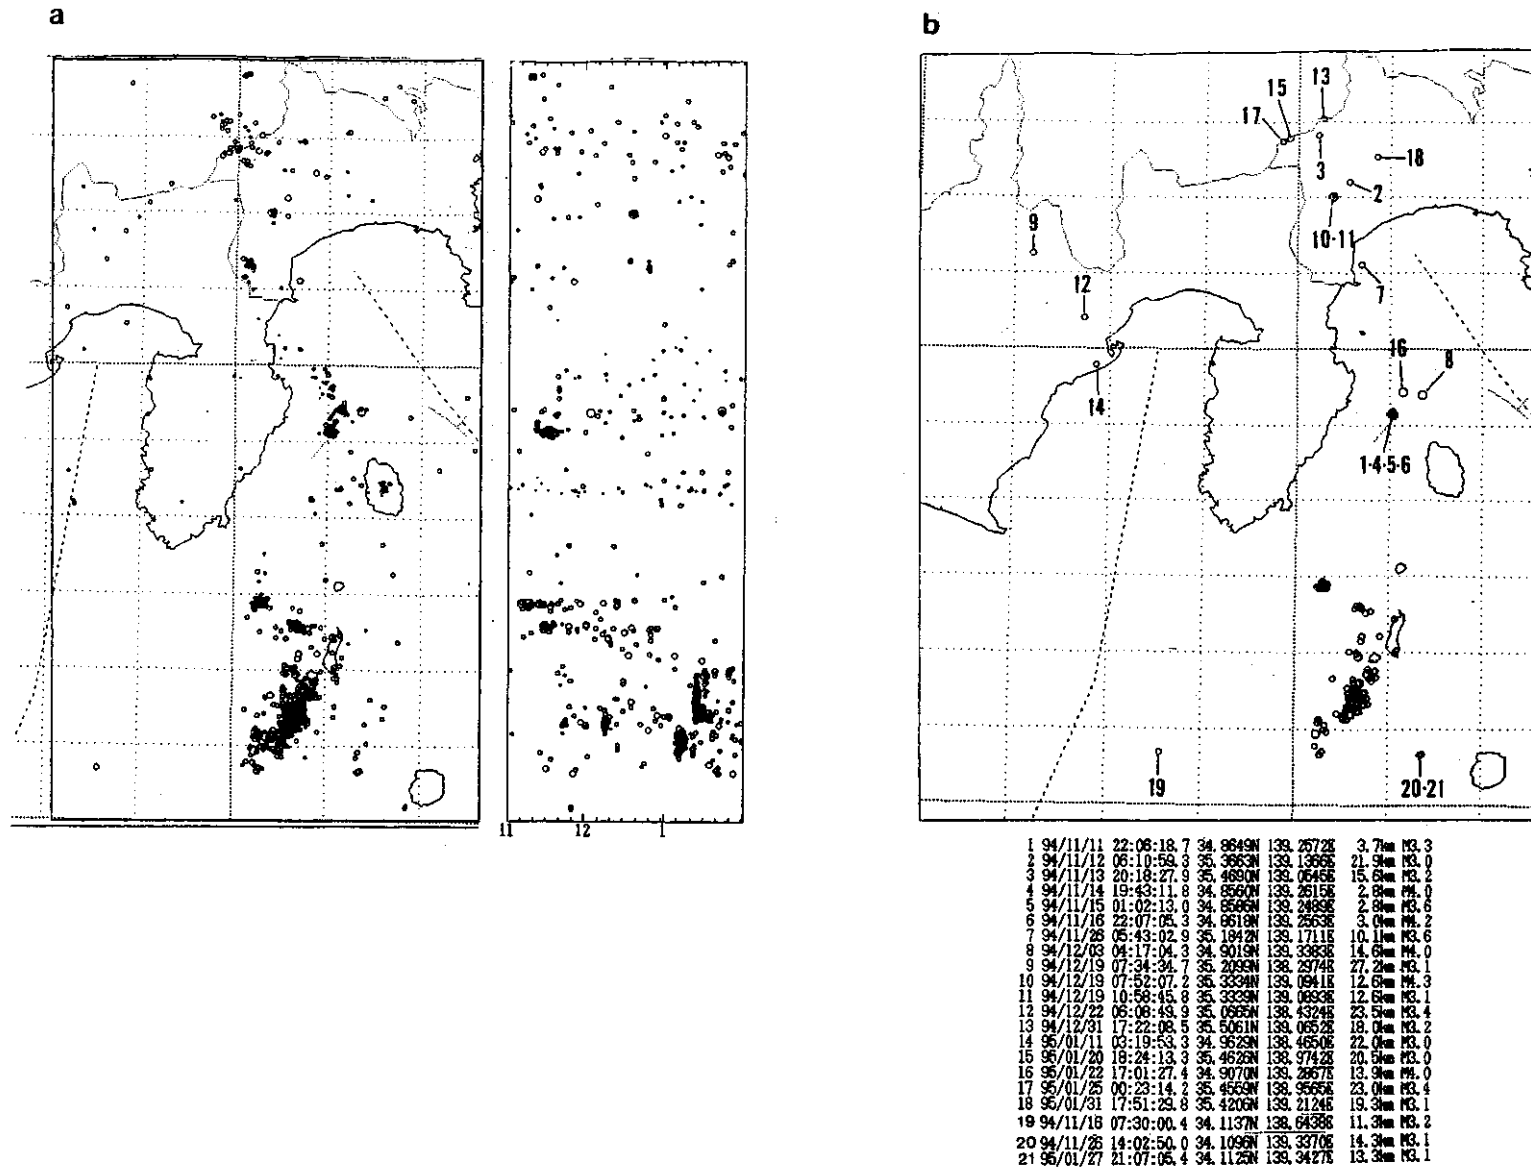 a
b
11
12
1
13
15
17
3
18
2
10·11
9
7
12
16
8
14
1·4·5·6
19
20·21
1 94/11/11 22:06:18.7 34.8649N 139.2572E 3.7km M3.3
2 94/11/12 06:10:59.3 35.3663N 139.1366E 21.9km M3.0
3 94/11/13 20:18:27.9 35.4690N 139.0545E 15.6km M3.2
4 94/11/14 19:43:11.8 34.8560N 139.2615E 2.8km M4.0
5 94/11/15 01:02:13.0 34.8586N 139.2489E 2.8km M3.6
6 94/11/16 22:07:05.3 34.8618N 139.2563E 3.0km M4.2
7 94/11/26 05:43:02.9 35.1842N 139.1711E 10.1km M3.6
8 94/12/03 04:17:04.3 34.9019N 139.3383E 14.6km M4.0
9 94/12/19 07:34:34.7 35.2099N 138.2974E 27.2km M3.1
10 94/12/19 07:52:07.2 35.3334N 139.0941E 12.6km M4.3
11 94/12/19 10:58:45.8 35.3339N 139.0893E 12.6km M3.1
12 94/12/22 06:08:49.9 35.0665N 138.4324E 23.5km M3.4
13 94/12/31 17:22:08.5 35.5061N 139.0652E 18.0km M3.2
14 95/01/11 03:19:53.3 34.9629N 138.4650E 22.0km M3.0
15 95/01/20 18:24:13.3 35.4626N 138.9742E 20.5km M3.0
16 95/01/22 17:01:27.4 34.9070N 139.2867E 13.9km M4.0
17 95/01/25 00:23:14.2 35.4559N 138.9565E 23.0km M3.4
18 95/01/31 17:51:29.8 35.4206N 139.2124E 19.3km M3.1
19 94/11/16 07:30:00.4 34.1137N 138.6438E 11.3km M3.2
20 94/11/26 14:02:50.0 34.1096N 139.3370E 14.3km M3.1
21 95/01/27 21:07:05.4 34.1125N 139.3427E 13.3km M3.1